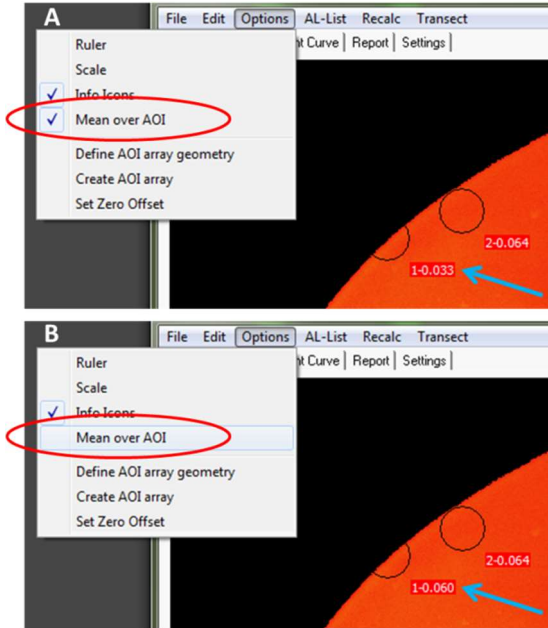 A
File Edit Options AL-List Recalc Transect
ht Curve Report Settings
Ruler
Scale
Info Icons
Mean over AOI
Define AOI array geometry
Create AOI array
Set Zero Offset
2-0.064
1-0.033
B
File Edit Options AL-List Recalc Transect
ht Curve Report Settings
Ruler
Scale
Info Icons
Mean over AOI
Define AOI array geometry
Create AOI array
Set Zero Offset
2-0.064
1-0.060